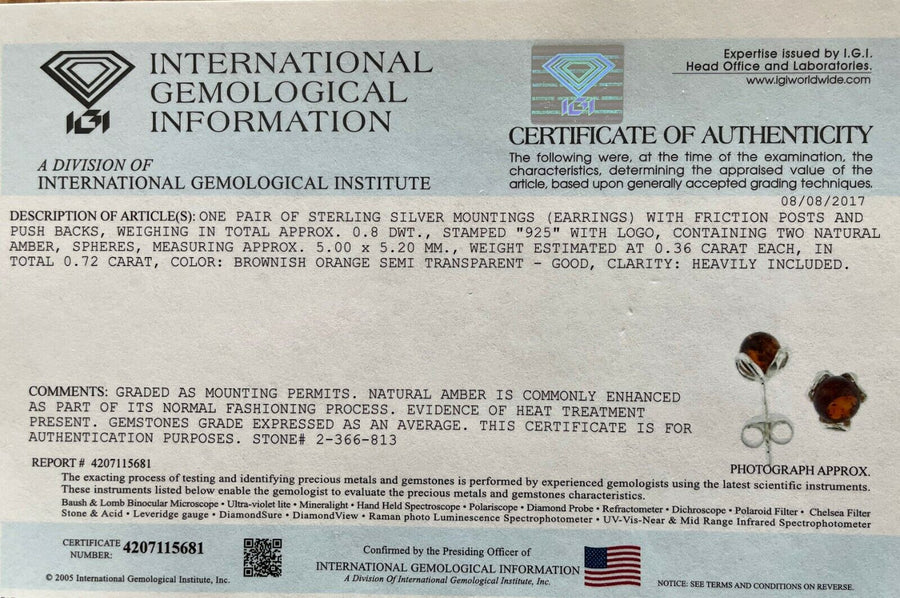 INTERNATIONAL
GEMOLOGICAL
INFORMATION
IGI
A DIVISION OF
INTERNATIONAL GEMOLOGICAL INSTITUTE
IGI
Expertise issued by I.G.I.
Head Office and Laboratories.
www.igiworldwide.com
CERTIFICATE OF AUTHENTICITY
The following were, at the time of the examination, the
characteristics, determining the appraised value of the
article, based upon generally accepted grading techniques.
08/08/2017
DESCRIPTION OF ARTICLE(S): ONE PAIR OF STERLING SILVER MOUNTINGS (EARRINGS) WITH FRICTION POSTS AND
PUSH BACKS, WEIGHING IN TOTAL APPROX. 0.8 DWT., STAMPED "925" WITH LOGO, CONTAINING TWO NATURAL
AMBER, SPHERES, MEASURING APPROX. 5.00 x 5.20 MM., WEIGHT ESTIMATED AT 0.36 CARAT EACH, IN
TOTAL 0.72 CARAT, COLOR: BROWNISH ORANGE SEMI TRANSPARENT - GOOD, CLARITY: HEAVILY INCLUDED.
COMMENTS: GRADED AS MOUNTING PERMITS. NATURAL AMBER IS COMMONLY ENHANCED
AS PART OF ITS NORMAL FASHIONING PROCESS. EVIDENCE OF HEAT TREATMENT
PRESENT. GEMSTONES GRADE EXPRESSED AS AN AVERAGE. THIS CERTIFICATE IS FOR
AUTHENTICATION PURPOSES. STONE# 2-366-813
PHOTOGRAPH APPROX.
REPORT # 4207115681
The exacting process of testing and identifying precious metals and gemstones is performed by experienced gemologists using the latest scientific instruments.
These instruments listed below enable the gemologist to evaluate the precious metals and gemstones characteristics.
Baush & Lomb Binocular Microscope • Ultra-violet lite • Mineralight • Hand Held Spectroscope • Polariscope • Diamond Probe • Refractometer • Dichroscope • Polaroid Filter • Chelsea Filter
Stone & Acid • Leveridge gauge • DiamondSure • DiamondView • Raman photo Luminescence Spectrophotometer • UV-Vis-Near & Mid Range Infrared Spectrophotometer
CERTIFICATE
NUMBER: 4207115681
© 2005 International Gemological Institute, Inc.
Confirmed by the Presiding Officer of
INTERNATIONAL GEMOLOGICAL INFORMATION
A Division Of International Gemological Institute, Inc.
NOTICE: SEE TERMS AND CONDITIONS ON REVERSE.